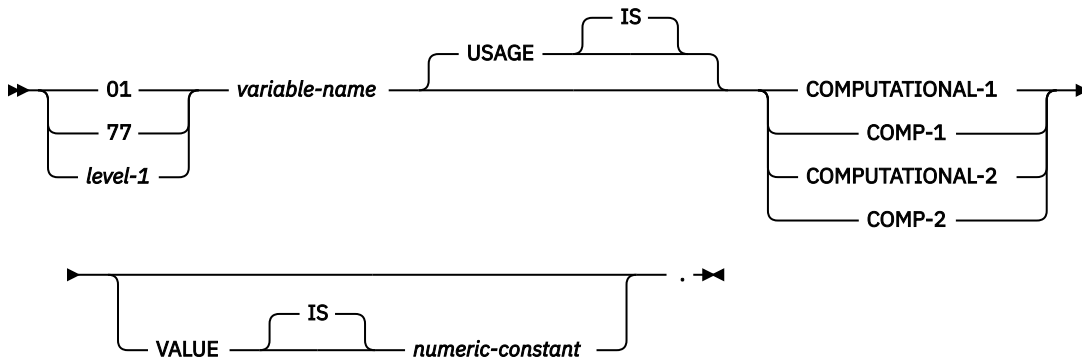 IS
USAGE
01 variable-name COMPUTATIONAL-1
77 COMP-1
level-1 COMPUTATIONAL-2
COMP-2
.
IS
VALUE numeric-constant